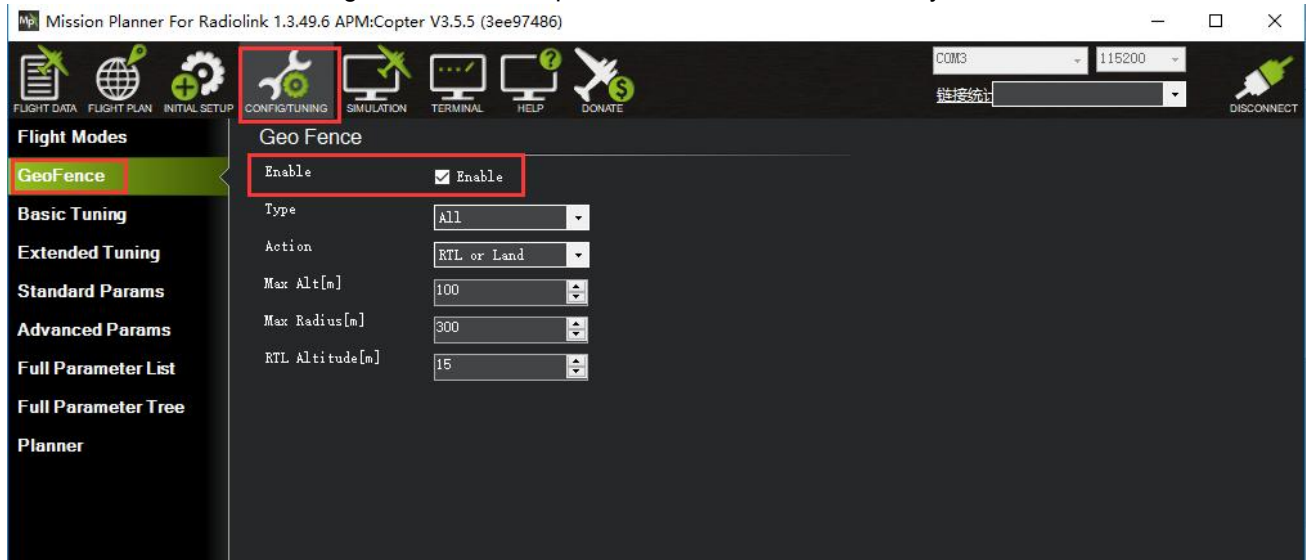 Mission Planner For Radiolink 1.3.49.6 APM:Copter V3.5.5 (3ee97486)
FLIGHT DATA FLIGHT PLAN INITIAL SETUP CONFIG/TUNING SIMULATION TERMINAL HELP DONATE
COM3 115200
链接统计
DISCONNECT
Flight Modes
GeoFence
Basic Tuning
Extended Tuning
Standard Params
Advanced Params
Full Parameter List
Full Parameter Tree
Planner
Geo Fence
Enable Enable
Type All
Action RTL or Land
Max Alt[m] 100
Max Radius[m] 300
RTL Altitude[m] 15